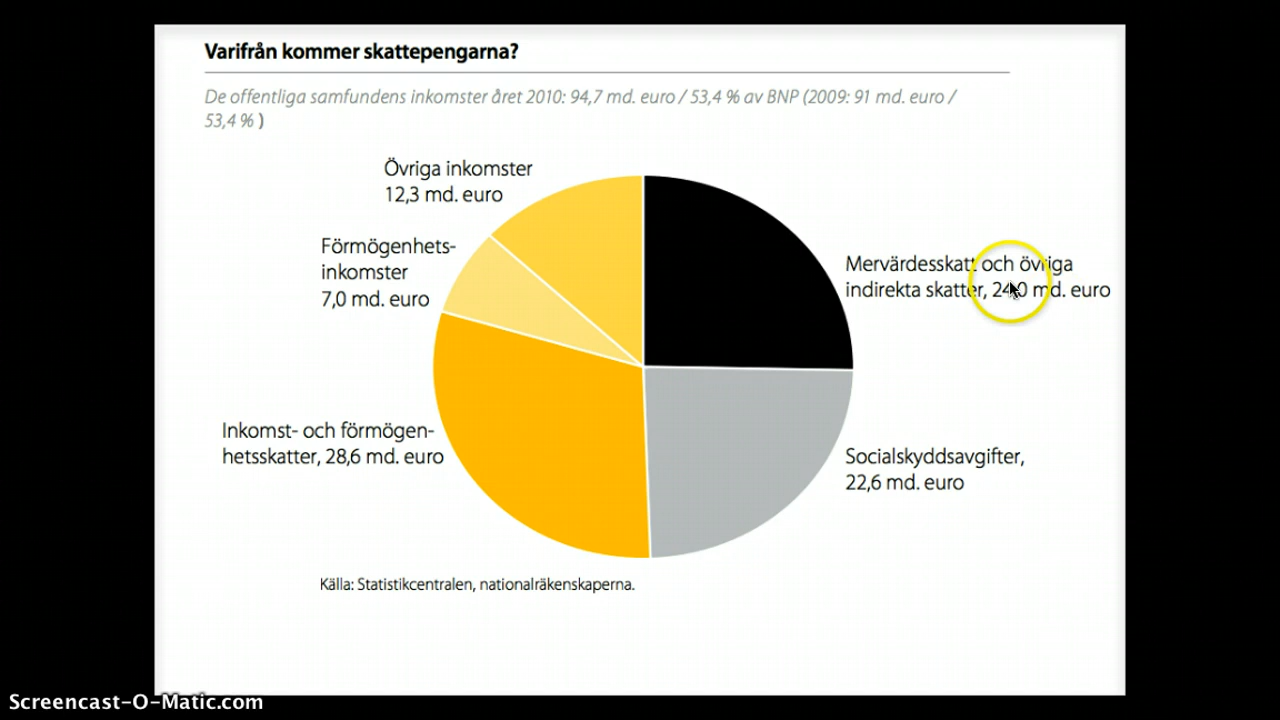 Varifrån kommer skattepengarna?
De offentliga samfundens inkomster året 2010: 94,7 md. euro / 53,4 % av BNP (2009: 91 md. euro /
53,4 % )
Övriga inkomster
12,3 md. euro
Förmögenhets-
inkomster
7,0 md. euro
Mervärdesskatt och övriga
indirekta skatter, 24,0 md. euro
Inkomst- och förmögen-
hetsskatter, 28,6 md. euro
Socialskyddsavgifter,
22,6 md. euro
Källa: Statistikcentralen, nationalräkenskaperna.
Screencast-O-Matic.com